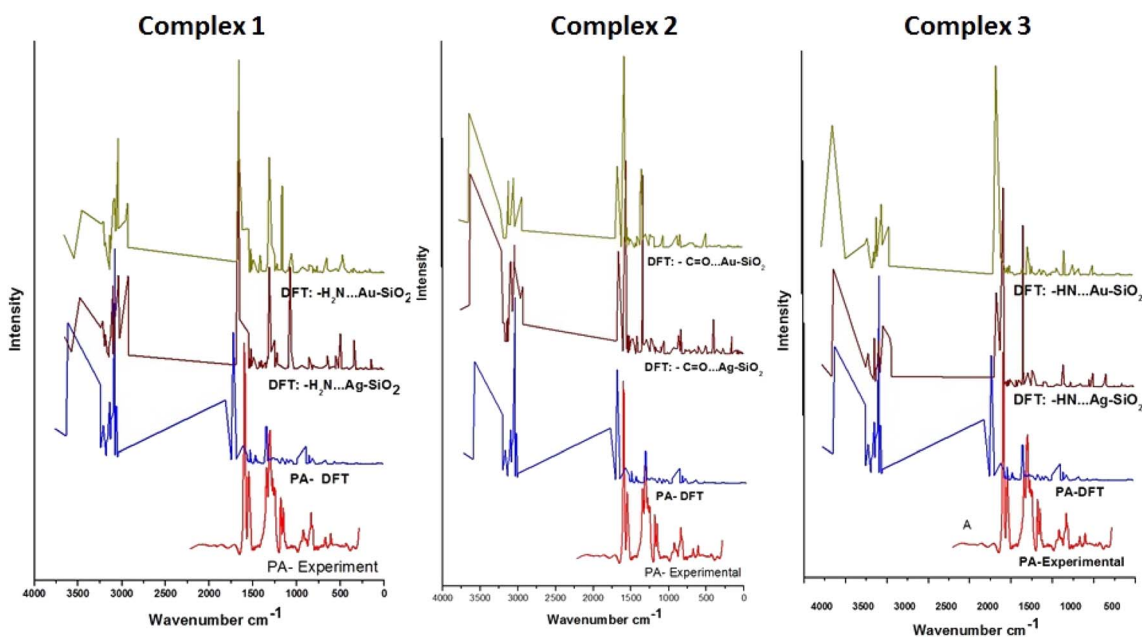 Complex 1
Intensity
DFT: -H₂N...Au-SiO₂
DFT: -H₂N...Ag-SiO₂
PA- DFT
PA- Experiment
4000 3500 3000 2500 2000 1500 1000 500 0
Wavenumber cm⁻¹
Complex 2
Intensity
DFT: - C=O...Au-SiO₂
DFT: - C=O...Ag-SiO₂
PA- DFT
PA- Experimental
4000 3500 3000 2500 2000 1500 1000 500 0
Wavenumber cm⁻¹
Complex 3
Intensity
DFT: -HN...Au-SiO₂
DFT: -HN...Ag-SiO₂
PA-DFT
A
PA-Experimental
4000 3500 3000 2500 2000 1500 1000 500
Wavenumber cm⁻¹